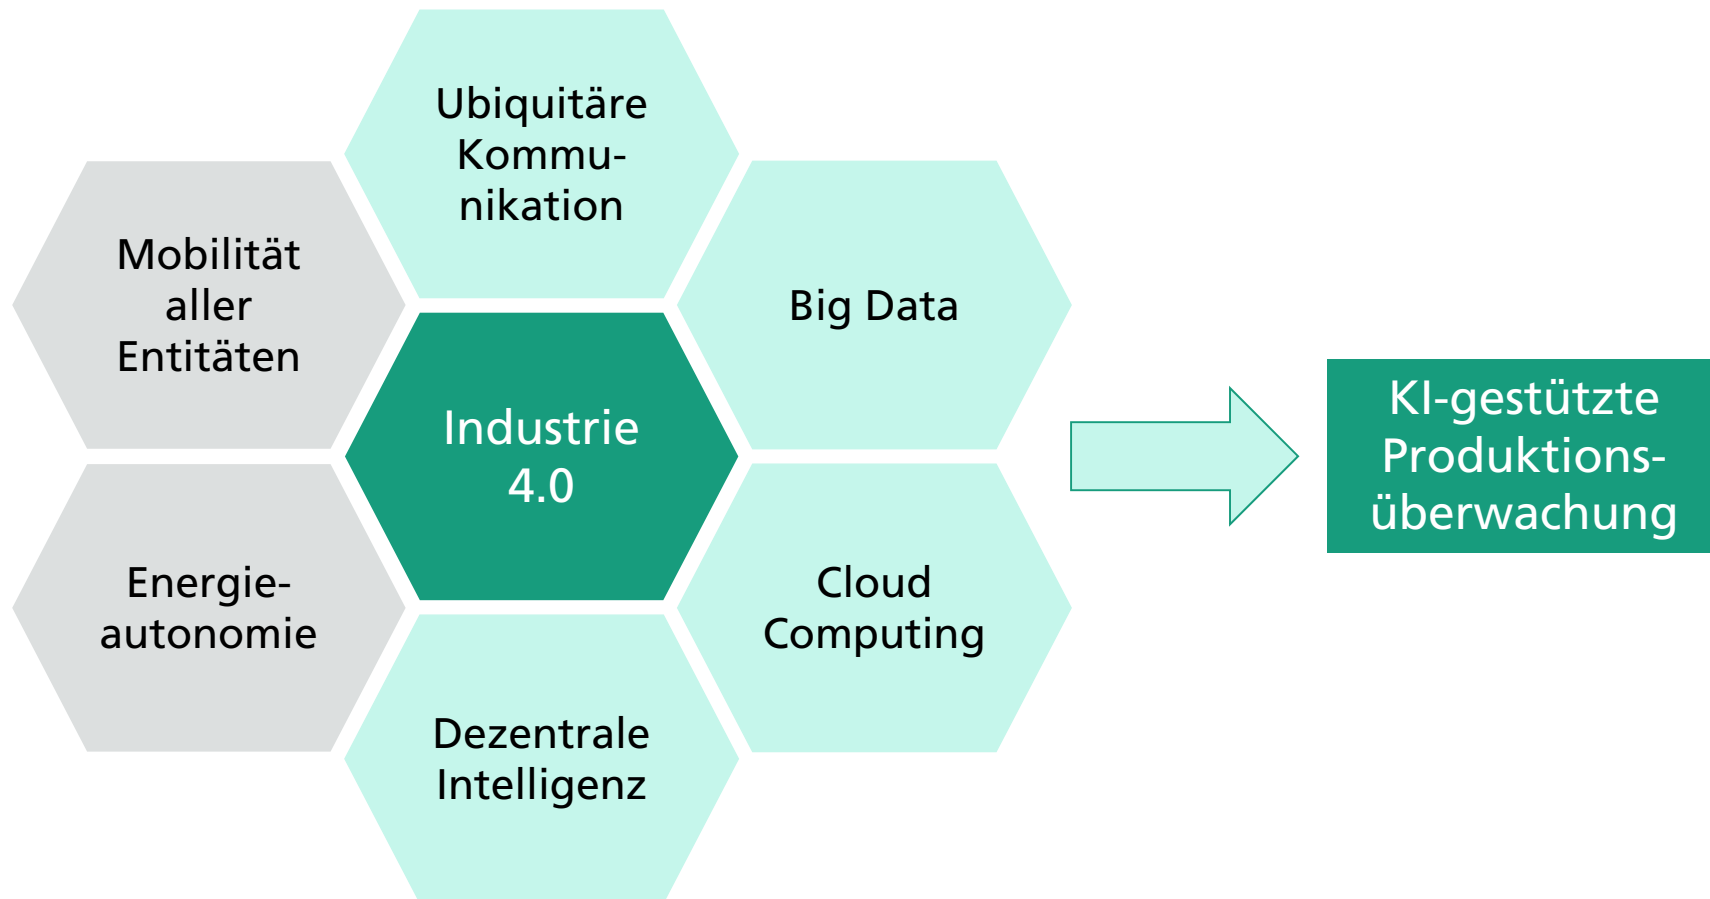 Ubiquitäre
Kommu-
nikation
Mobilität
aller
Entitäten
Big Data
Industrie
4.0
Energie-
autonomie
Cloud
Computing
Dezentrale
Intelligenz
KI-gestützte
Produktions-
überwachung